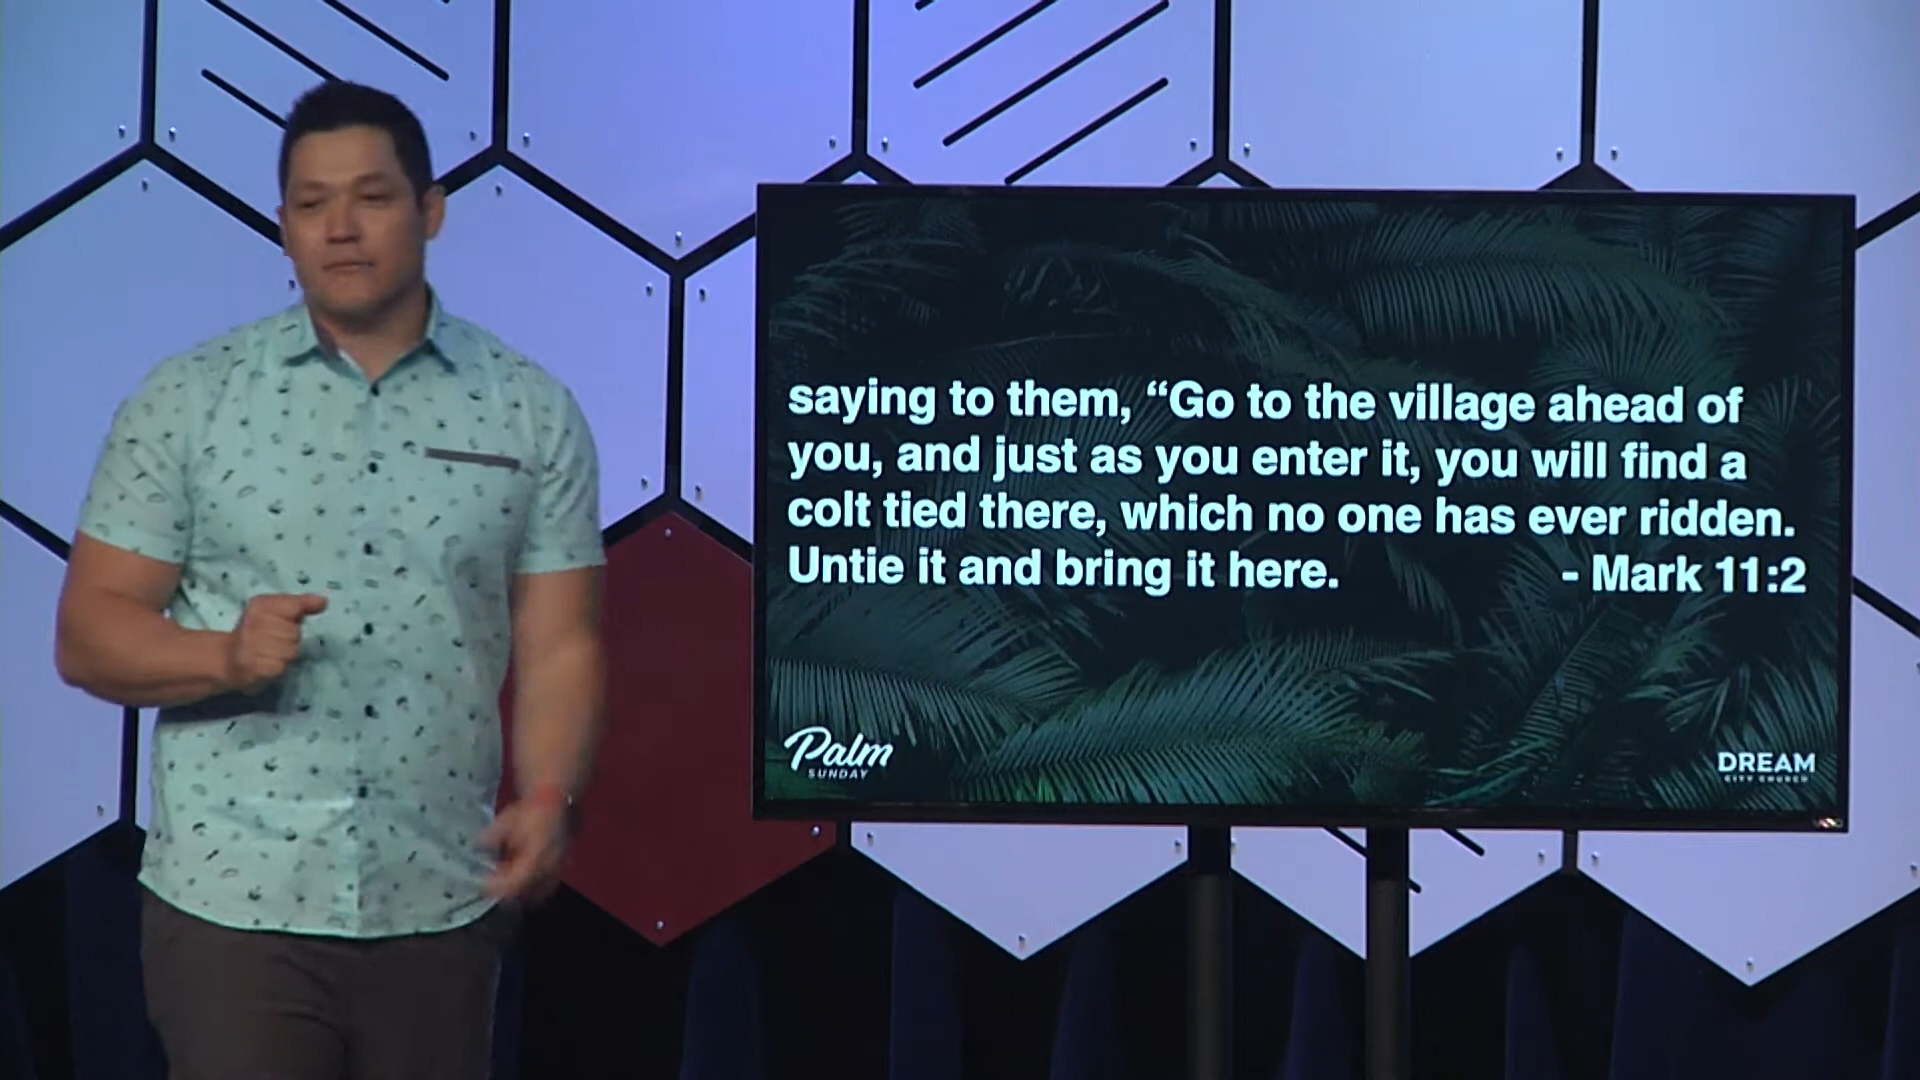 saying to them, “Go to the village ahead of
you, and just as you enter it, you will find a
colt tied there, which no one has ever ridden.
Untie it and bring it here. - Mark 11:2
Palm
SUNDAY
DREAM
CITY CHURCH